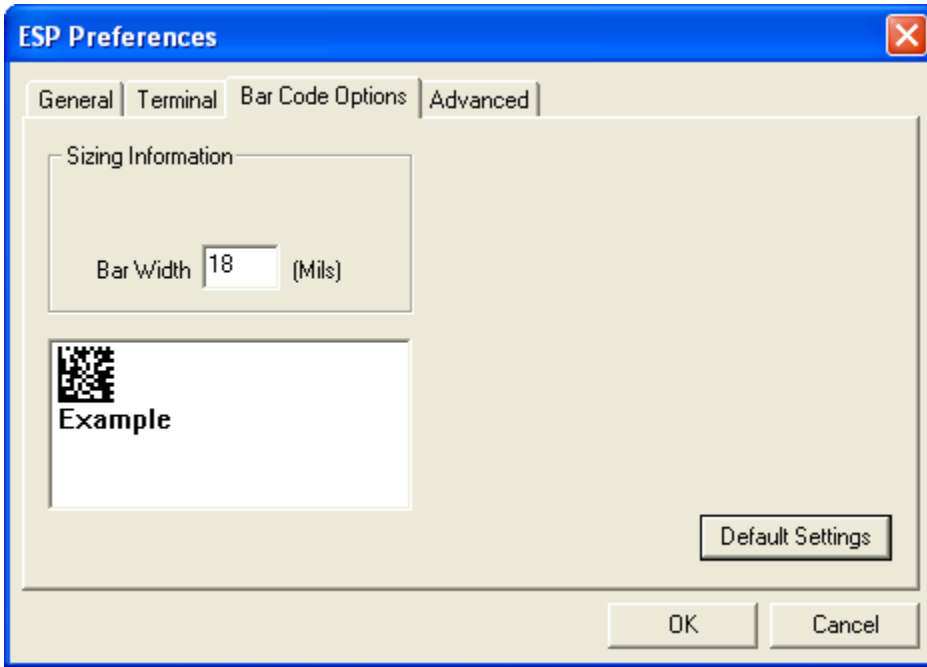 ESP Preferences
General Terminal Bar Code Options Advanced
Sizing Information
Bar Width 18 (Mils)
Example
Default Settings
OK Cancel